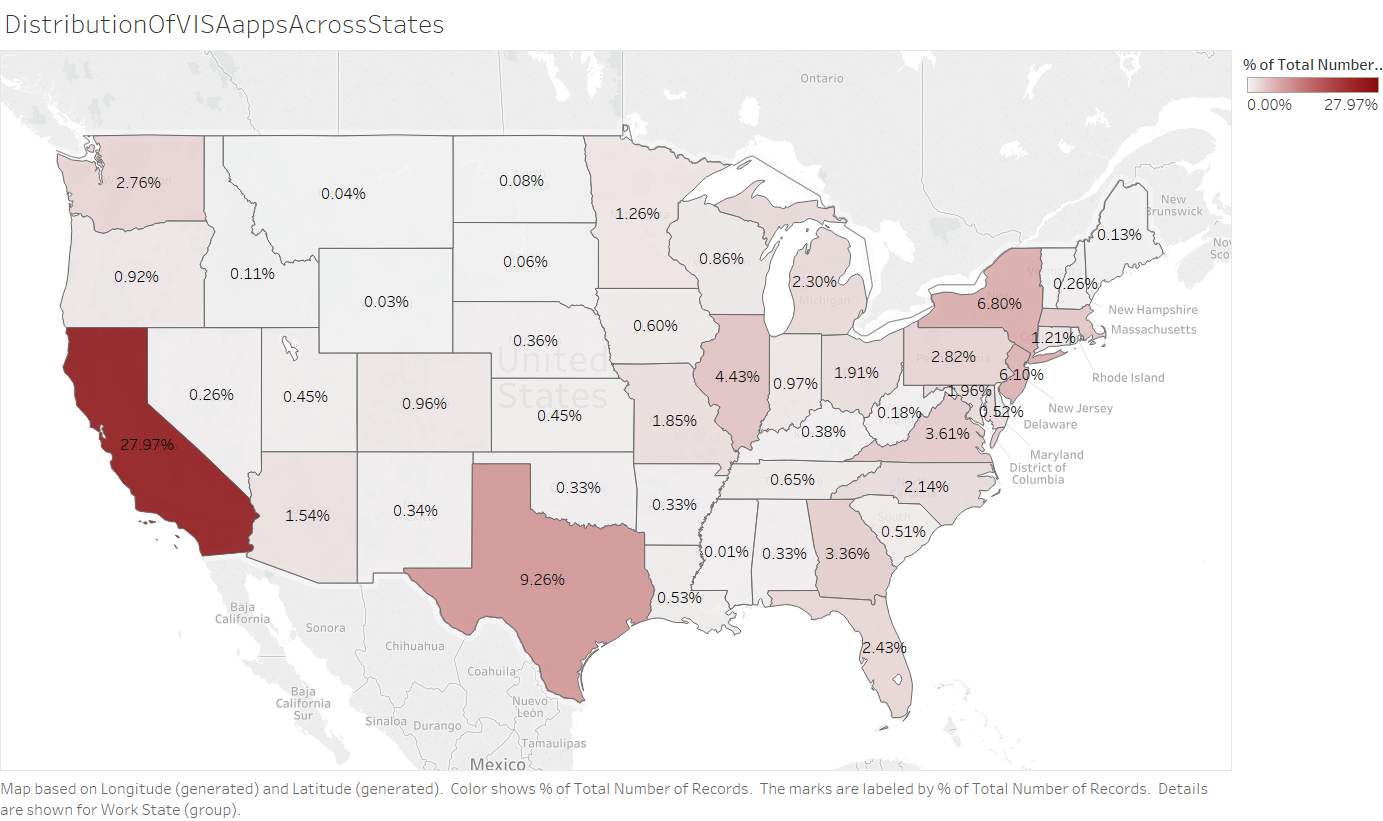 DistributionOfVISAappsAcrossStates
% of Total Number..
0.00% 27.97%
Ontario
New
Brunswick
2.76%
0.04%
0.08%
1.26%
0.13%
0.92%
0.11%
0.03%
0.06%
0.86%
2.30%
Michigan
6.80%
0.26%
New Hampshire
Massachusetts
1.21%
Rhode Island
0.36%
0.60%
United
States
2.82%
6.10%
New Jersey
1.96%
0.52%
Delaware
Maryland
District of
Columbia
27.97%
0.26%
0.45%
0.96%
0.45%
1.85%
4.43%
0.97%
1.91%
0.18%
0.38%
3.61%
1.54%
0.34%
0.33%
0.33%
0.65%
2.14%
0.51%
9.26%
0.53%
0.01%
0.33%
3.36%
2.43%
Baja
California
Sonora
Chihuahua
Coahuila
Baja
California
Sur
Sinaloa
Durango
Nuevo
León
Tamaulipas
Mexico
Map based on Longitude (generated) and Latitude (generated). Color shows % of Total Number of Records. The marks are labeled by % of Total Number of Records. Details
are shown for Work State (group).